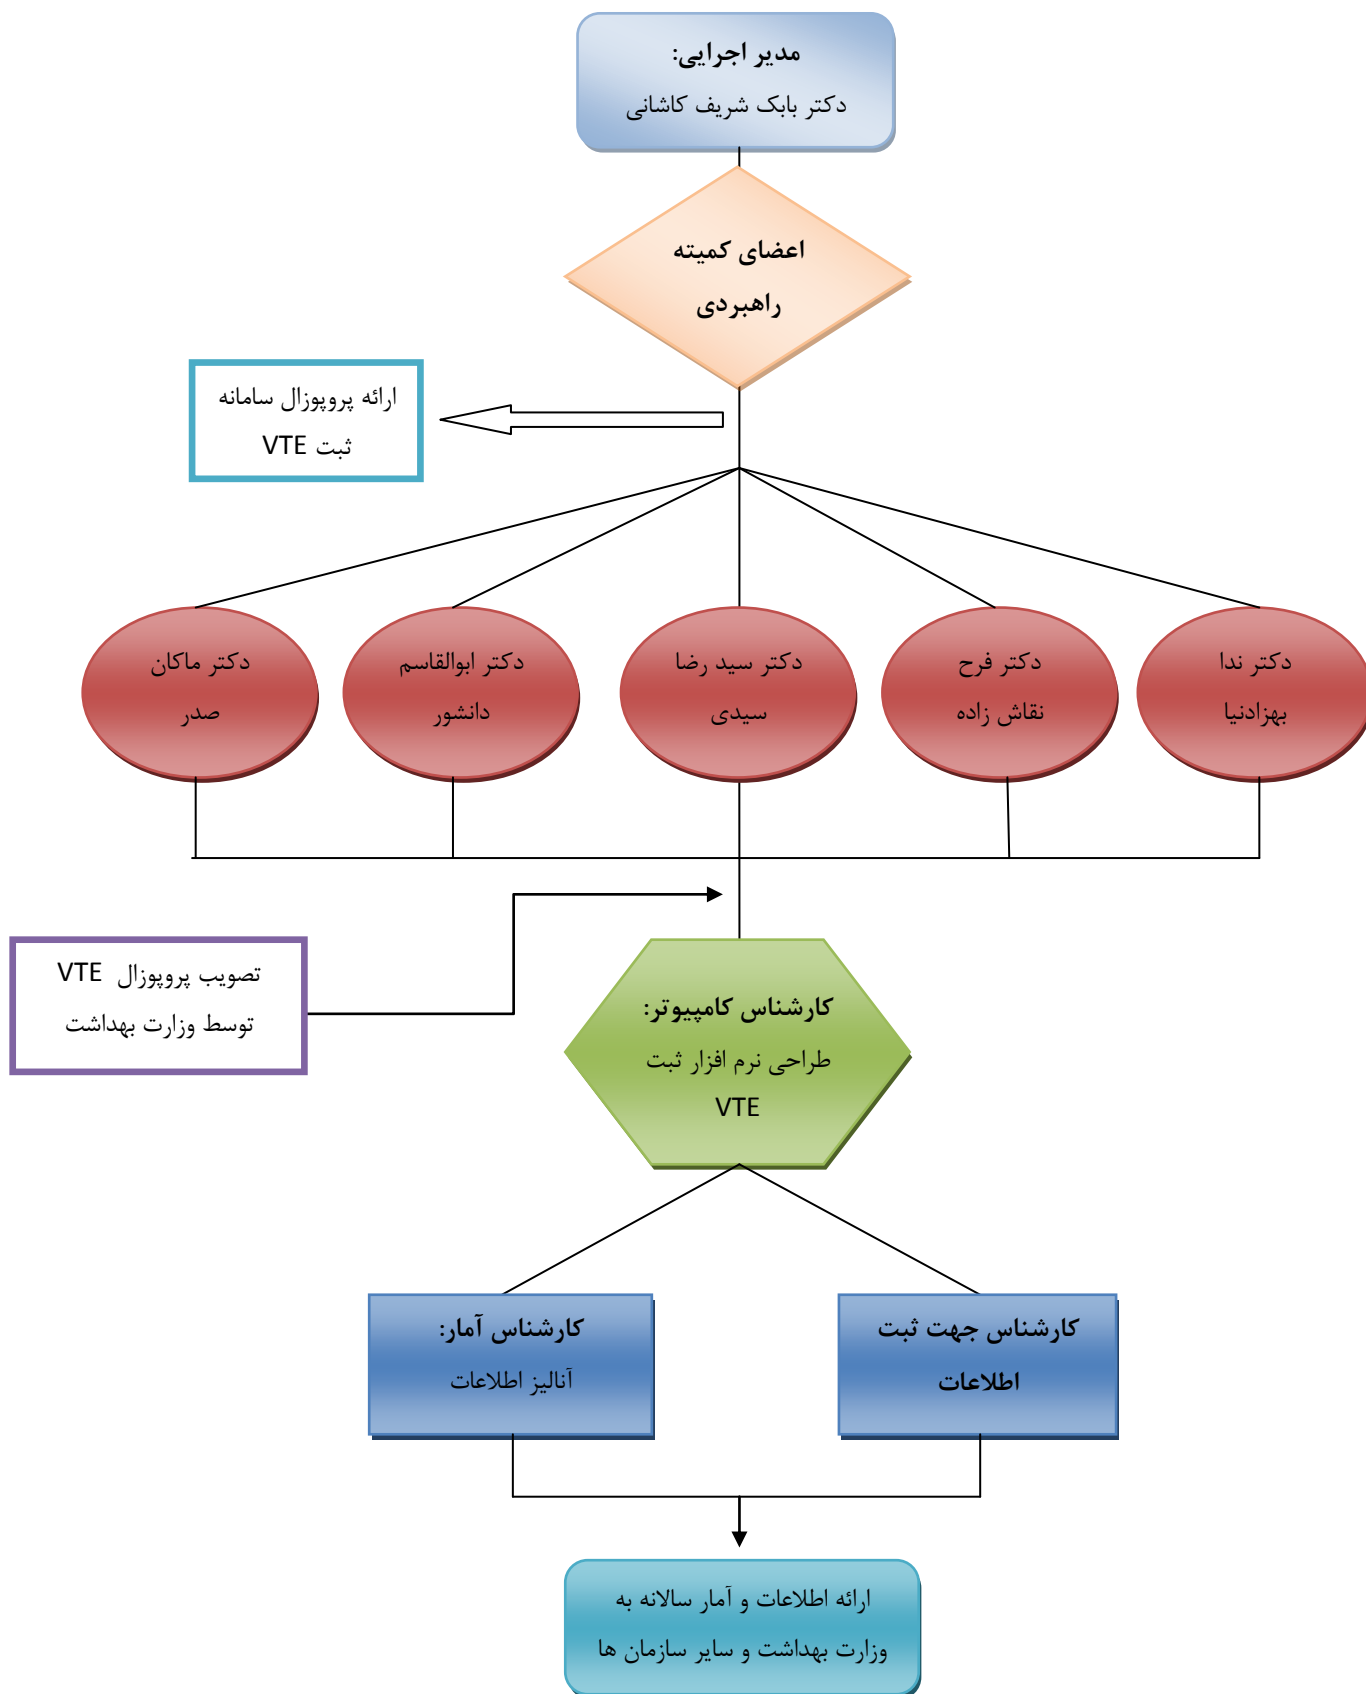 مدیر اجرایی:
دکتر بابک شریف کاشانی
اعضای کمیته
راهبردی
ارائه پروپوزال سامانه
ثبت VTE
دکتر ندا
بهزادنیا
دکتر فرح
نقاش زاده
دکتر سید رضا
سیدی
دکتر ابوالقاسم
دانشور
دکتر ماکان
صدر
تصویب پروپوزال VTE
توسط وزارت بهداشت
کارشناس کامپیوتر:
طراحی نرم افزار ثبت
VTE
کارشناس جهت ثبت
اطلاعات
کارشناس آمار:
آنالیز اطلاعات
ارائه اطلاعات و آمار سالانه به
وزارت بهداشت و سایر سازمان ها